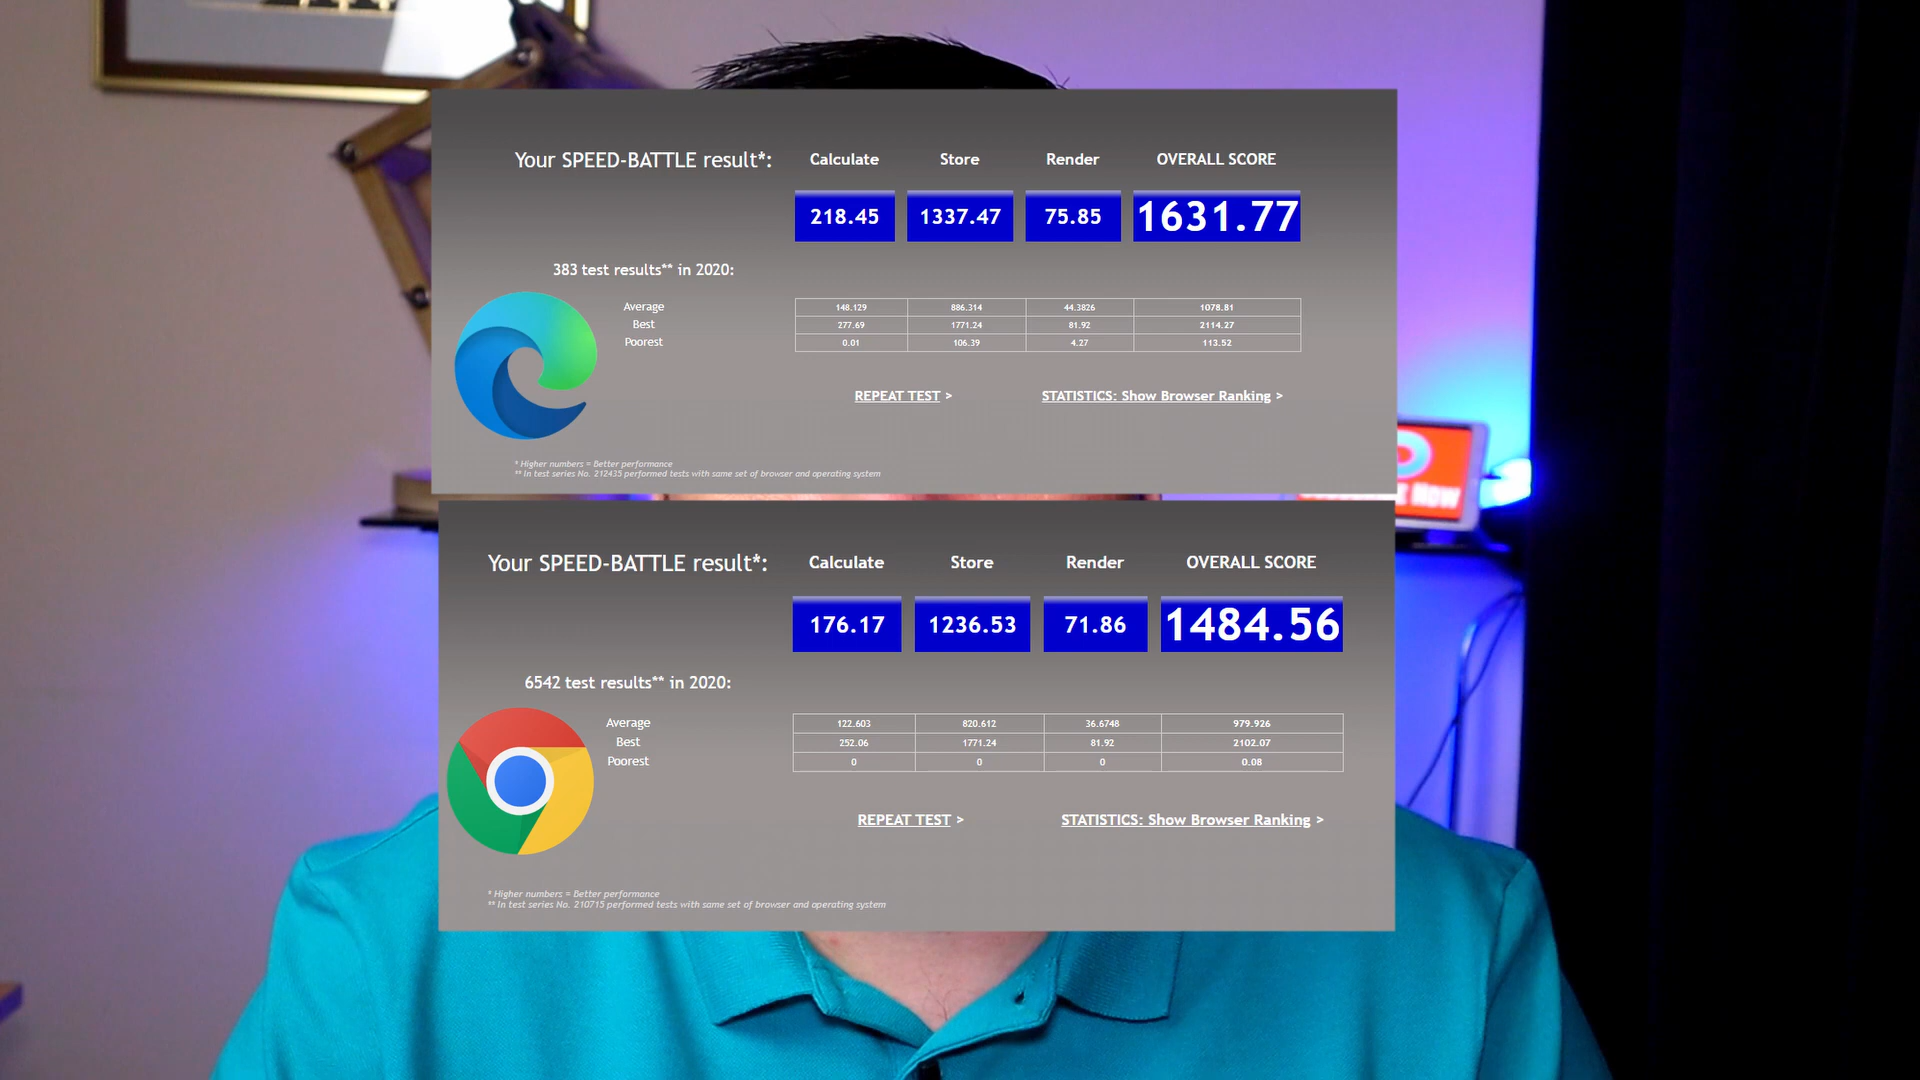 Your SPEED-BATTLE result*: Calculate Store Render OVERALL SCORE
218.45 1337.47 75.85 1631.77
383 test results** in 2020:
Average 148.129 886.314 44.3826 1078.81
Best 277.69 1771.24 81.92 2114.27
Poorest 0.01 106.39 4.27 113.52
REPEAT TEST > STATISTICS: Show Browser Ranking >
* Higher numbers = Better performance
** In test series No. 212435 performed tests with same set of browser and operating system
Now
Your SPEED-BATTLE result*: Calculate Store Render OVERALL SCORE
176.17 1236.53 71.86 1484.56
6542 test results** in 2020:
Average 122.603 820.612 36.6748 979.926
Best 252.06 1771.24 81.92 2102.07
Poorest 0 0 0 0.08
REPEAT TEST > STATISTICS: Show Browser Ranking >
* Higher numbers = Better performance
** In test series No. 210715 performed tests with same set of browser and operating system